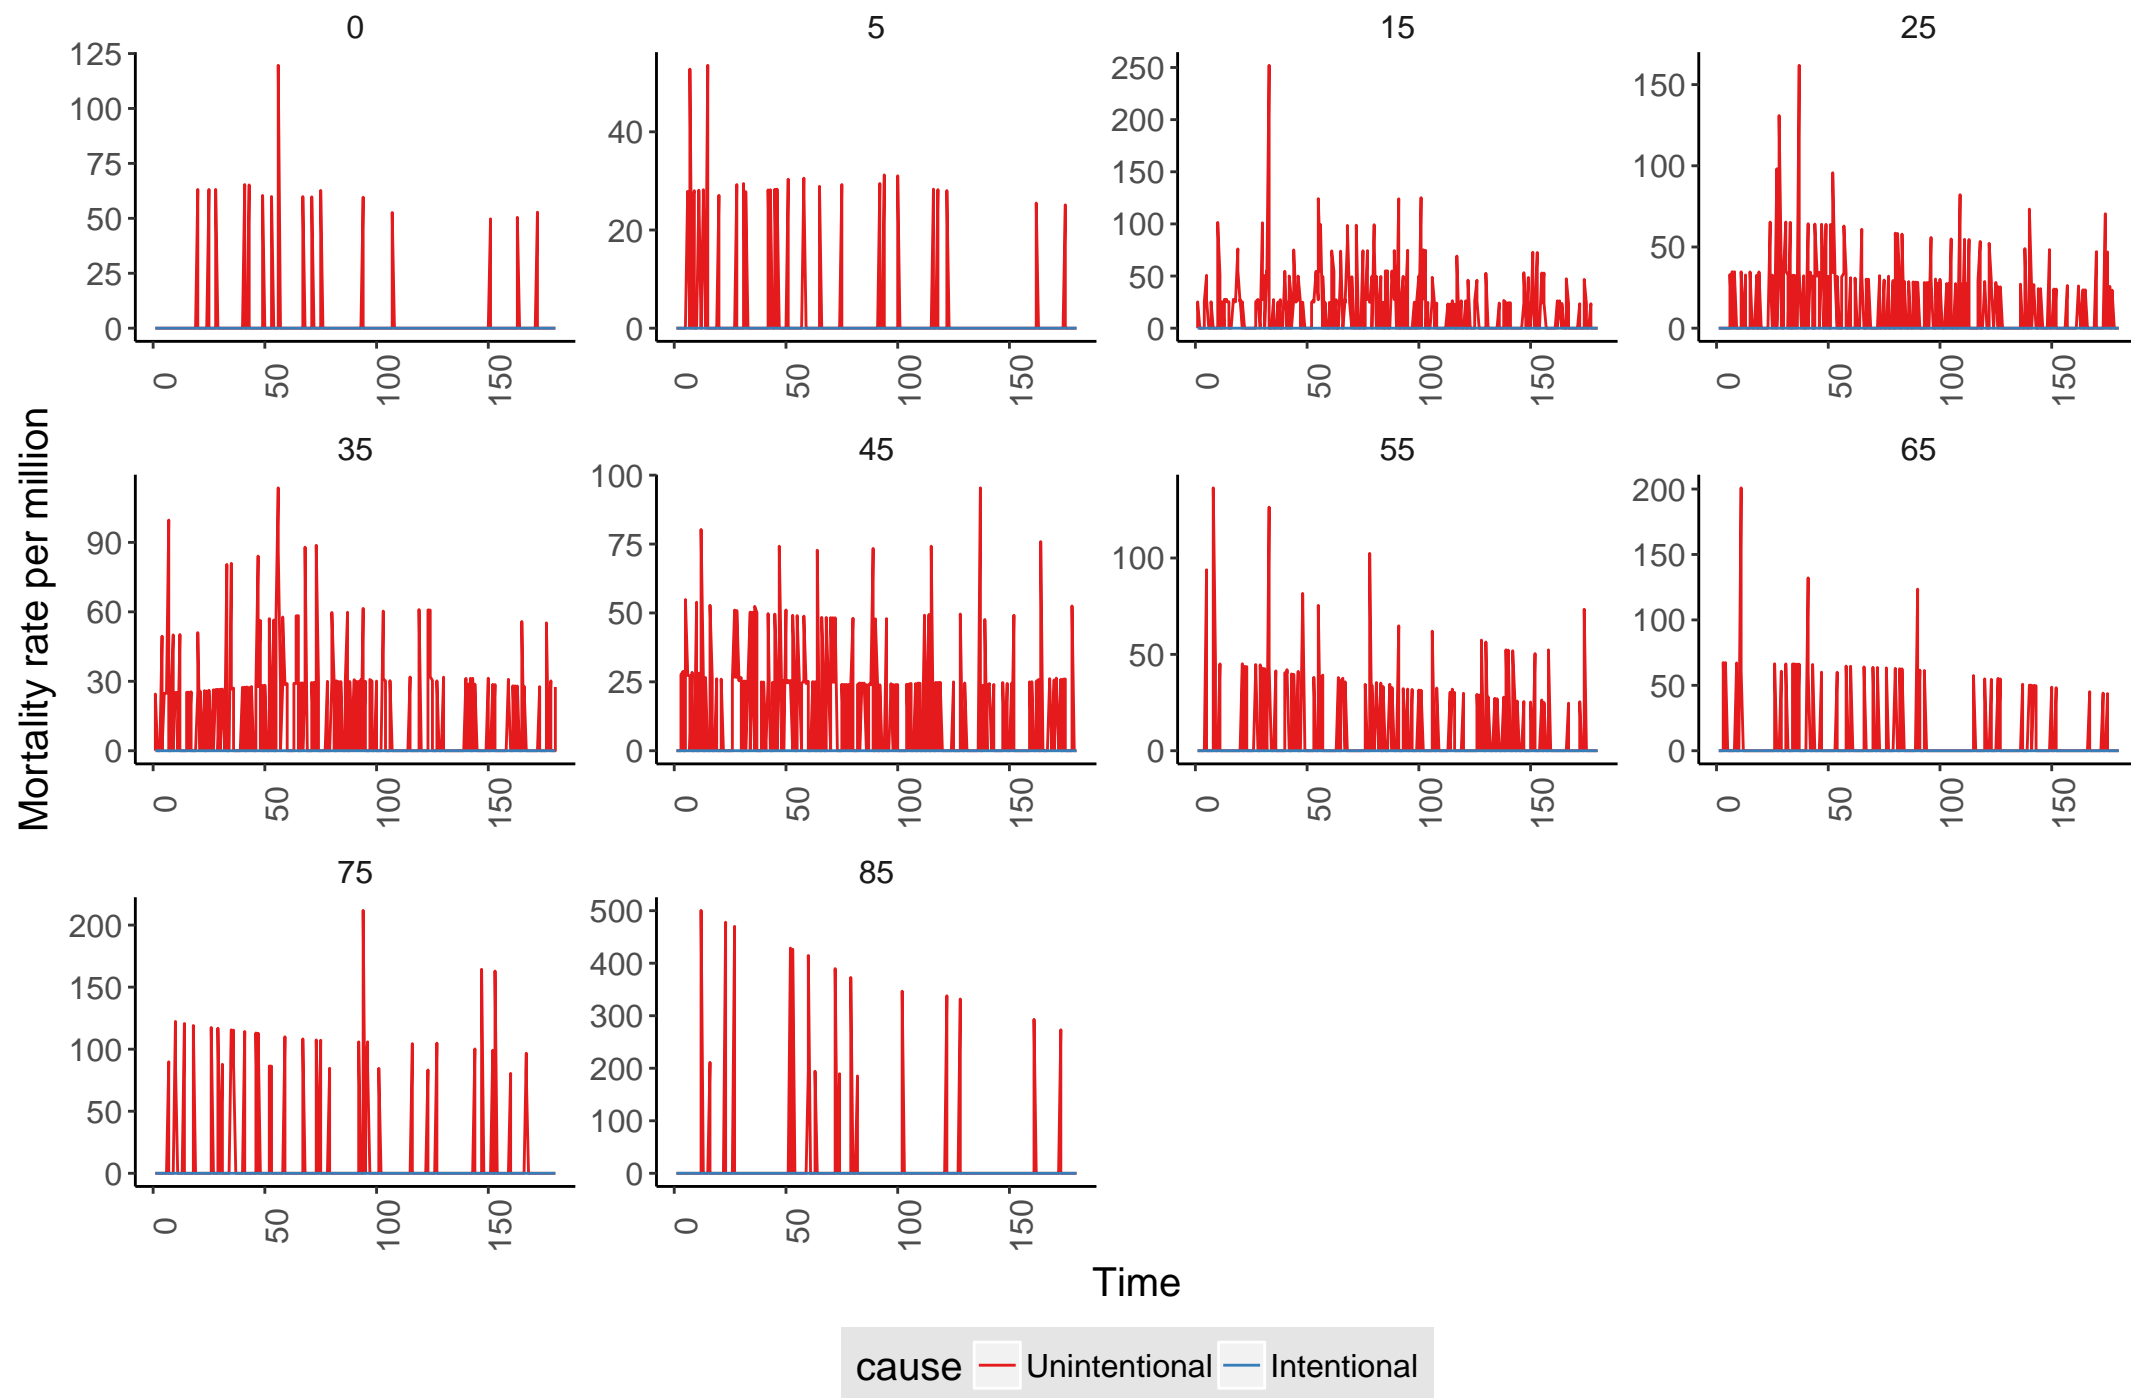 0 5 15 25
125 100 75 50 25 0
40 20 0
250 200 150 100 50 0
150 100 50 0
0 50 100 150
0 50 100 150
0 50 100 150
0 50 100 150
Mortality rate per million
35 45 55 65
90 60 30 0
100 75 50 25 0
100 50 0
200 150 100 50 0
0 50 100 150
0 50 100 150
0 50 100 150
0 50 100 150
75 85
200 150 100 50 0
500 400 300 200 100 0
0 50 100 150
0 50 100 150
Time
cause Unintentional Intentional